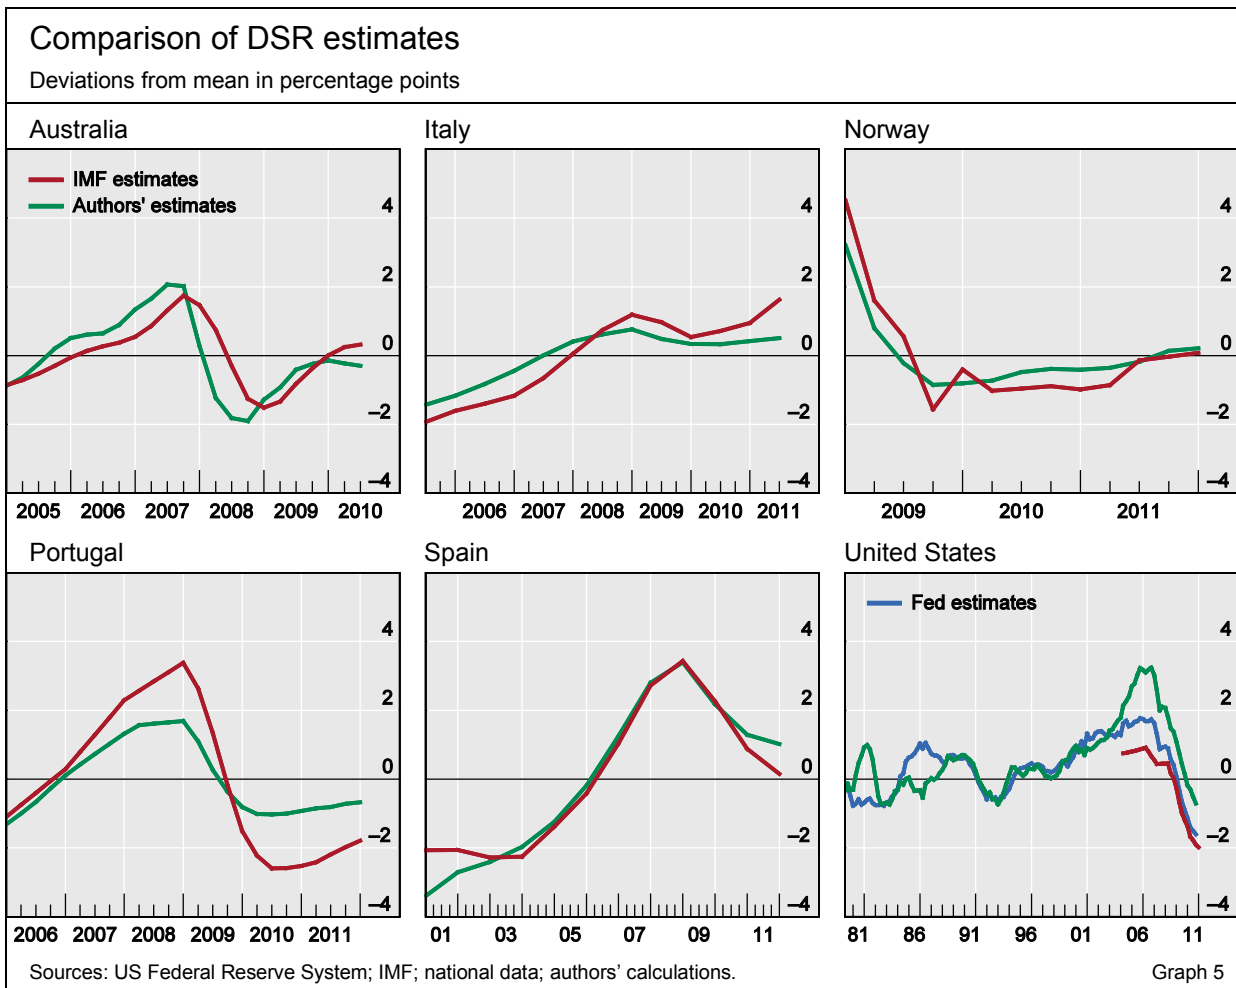 Comparison of DSR estimates
Deviations from mean in percentage points
Australia
IMF estimates
Authors' estimates
4
2
0
–2
–4
2005 2006 2007 2008 2009 2010
Italy
4
2
0
–2
–4
2006 2007 2008 2009 2010 2011
Norway
4
2
0
–2
–4
2009 2010 2011
Portugal
4
2
0
–2
–4
2006 2007 2008 2009 2010 2011
Spain
4
2
0
–2
–4
01 03 05 07 09 11
United States
Fed estimates
4
2
0
–2
–4
81 86 91 96 01 06 11
Sources: US Federal Reserve System; IMF; national data; authors’ calculations.
Graph 5